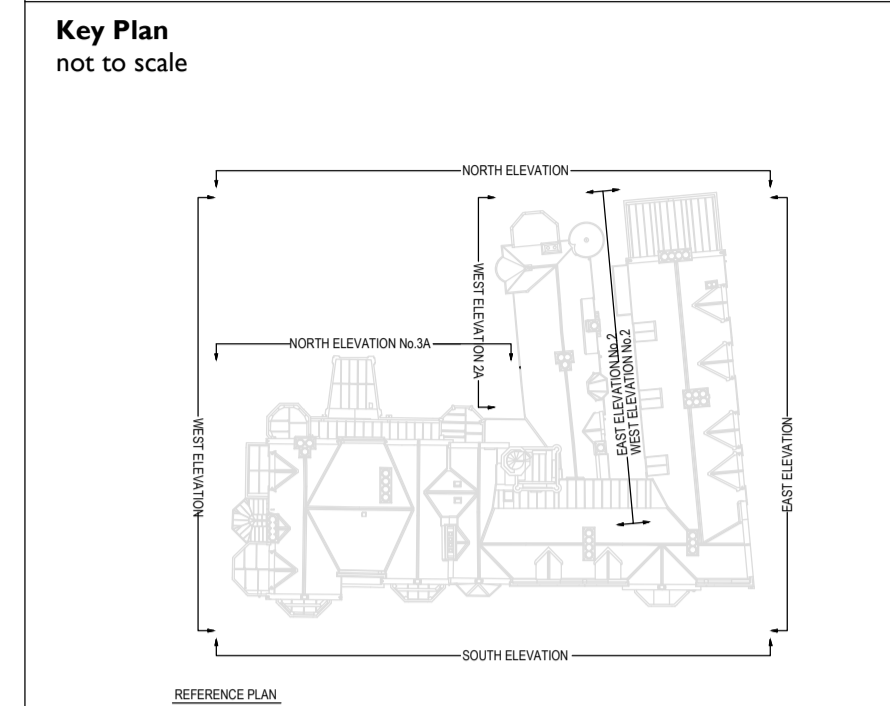 Key Plan
not to scale
NORTH ELEVATION
WEST ELEVATION 2A
NORTH ELEVATION No.3A
EAST ELEVATION No.2
WEST ELEVATION No.2
WEST ELEVATION
EAST ELEVATION
SOUTH ELEVATION
REFERENCE PLAN